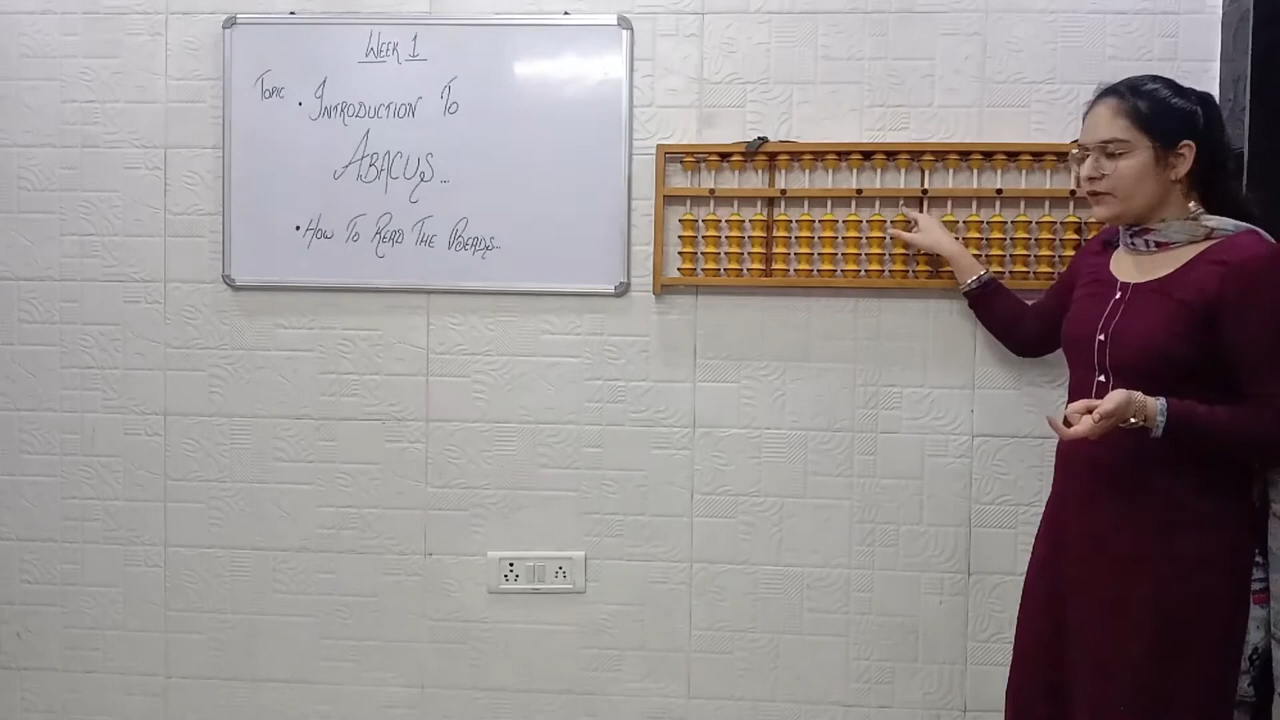 WEEK 1
TOPIC • INTRODUCTION TO
ABACUS...
• HOW TO READ THE BEADS...